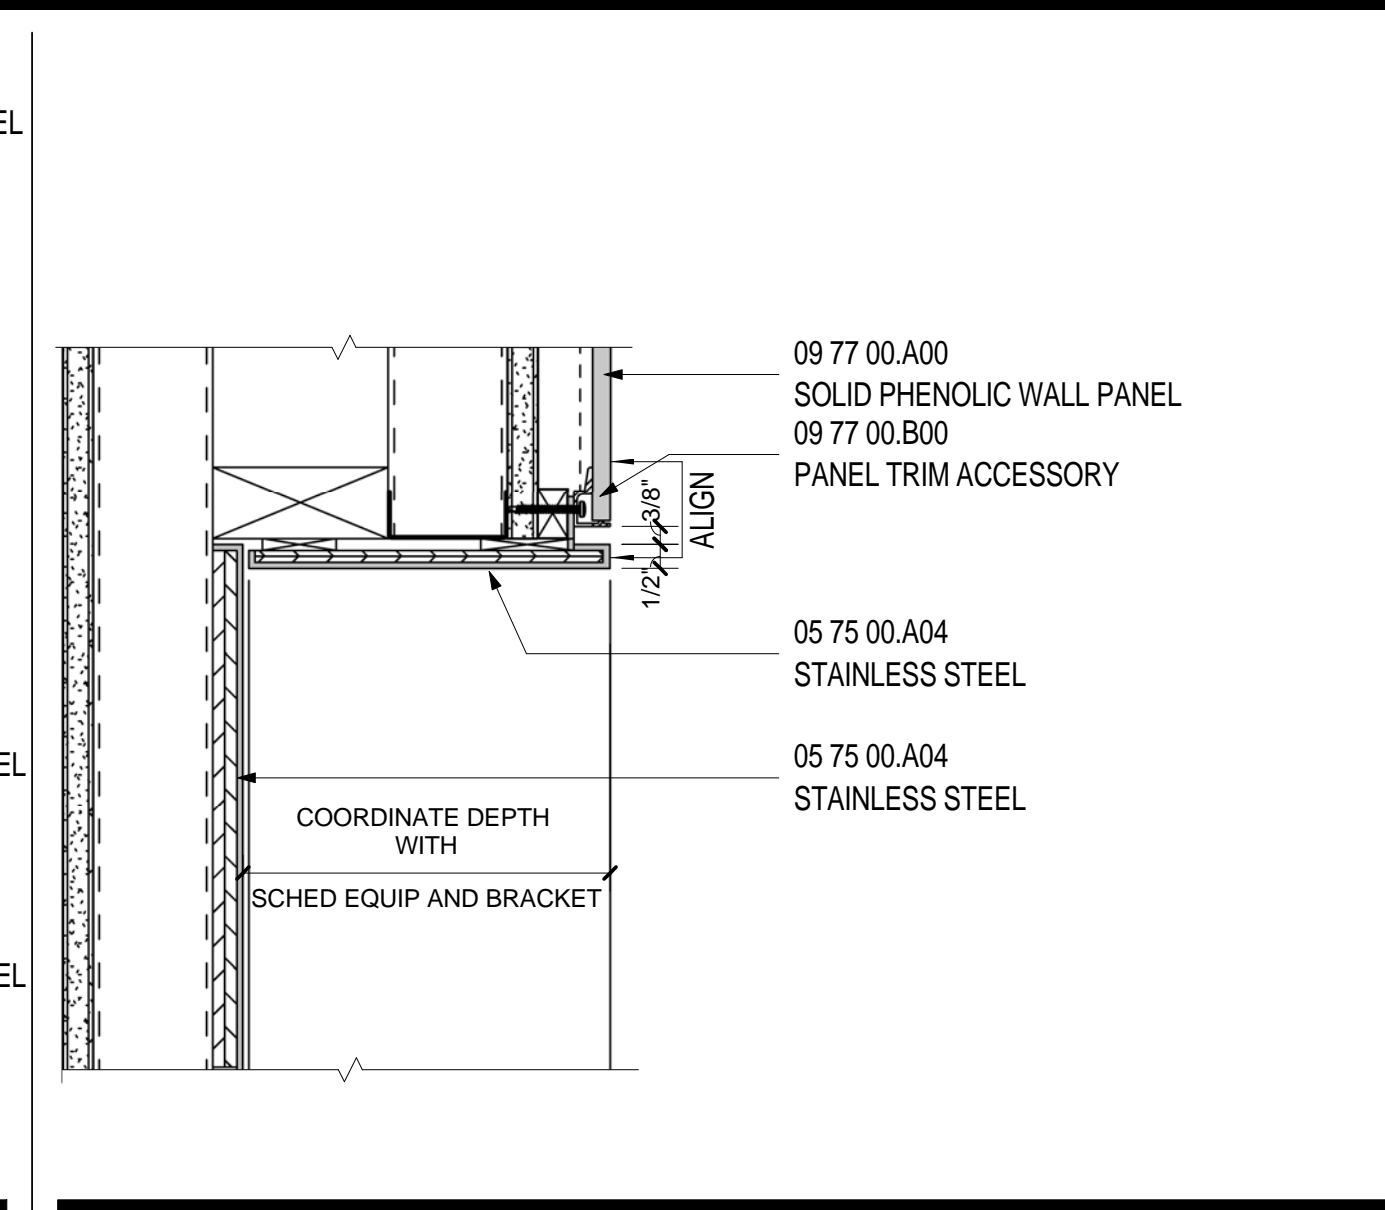 EL
09 77 00.A00
SOLID PHENOLIC WALL PANEL
09 77 00.B00
PANEL TRIM ACCESSORY
3/8"
ALIGN
1/2"
05 75 00.A04
STAINLESS STEEL
EL
05 75 00.A04
STAINLESS STEEL
COORDINATE DEPTH
WITH
SCHED EQUIP AND BRACKET
EL